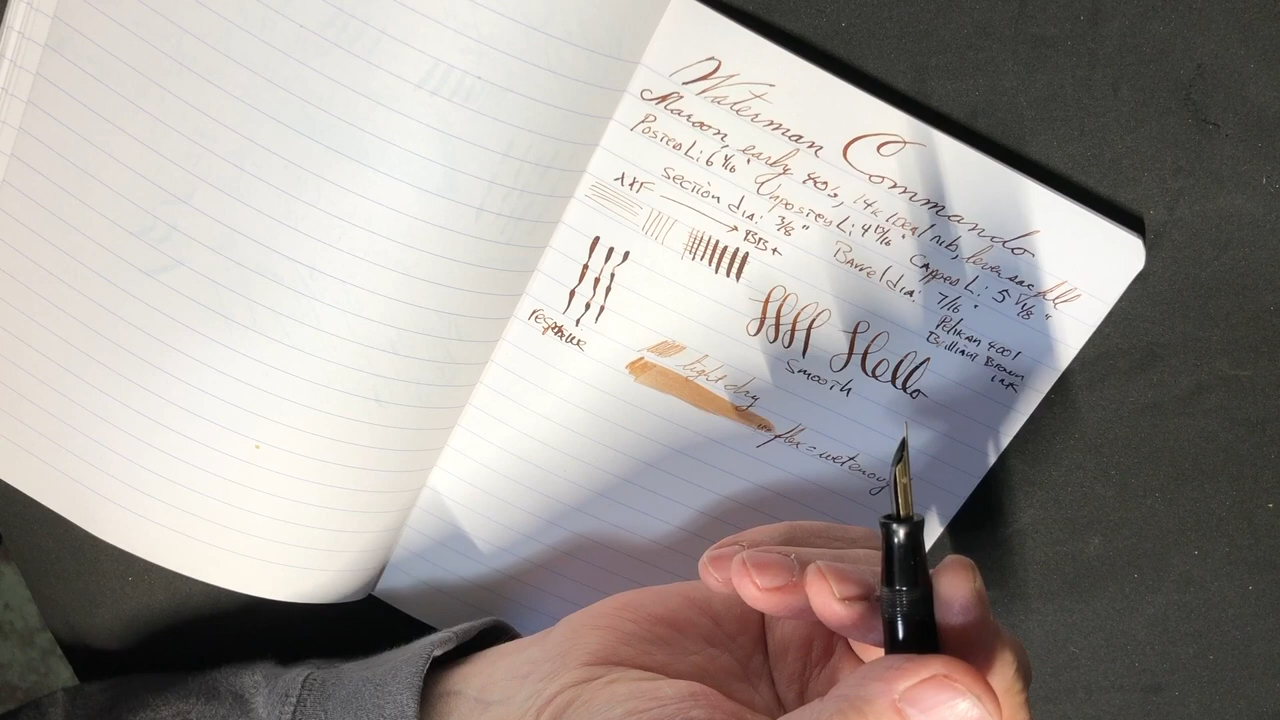 Waterman Commando
Maroon, early 40's, 14k Ideal nib, lever sac fill
Posted L: 6 1/16" Unposted L: 4 15/16" Capped L: 5 1/8"
section dia: 3/8" Barrel dia: 7/16"
XXF → BB+
Pelikan 4001
Brilliant Brown
ink
response
Hello
smooth
light dry
flex = wet enough